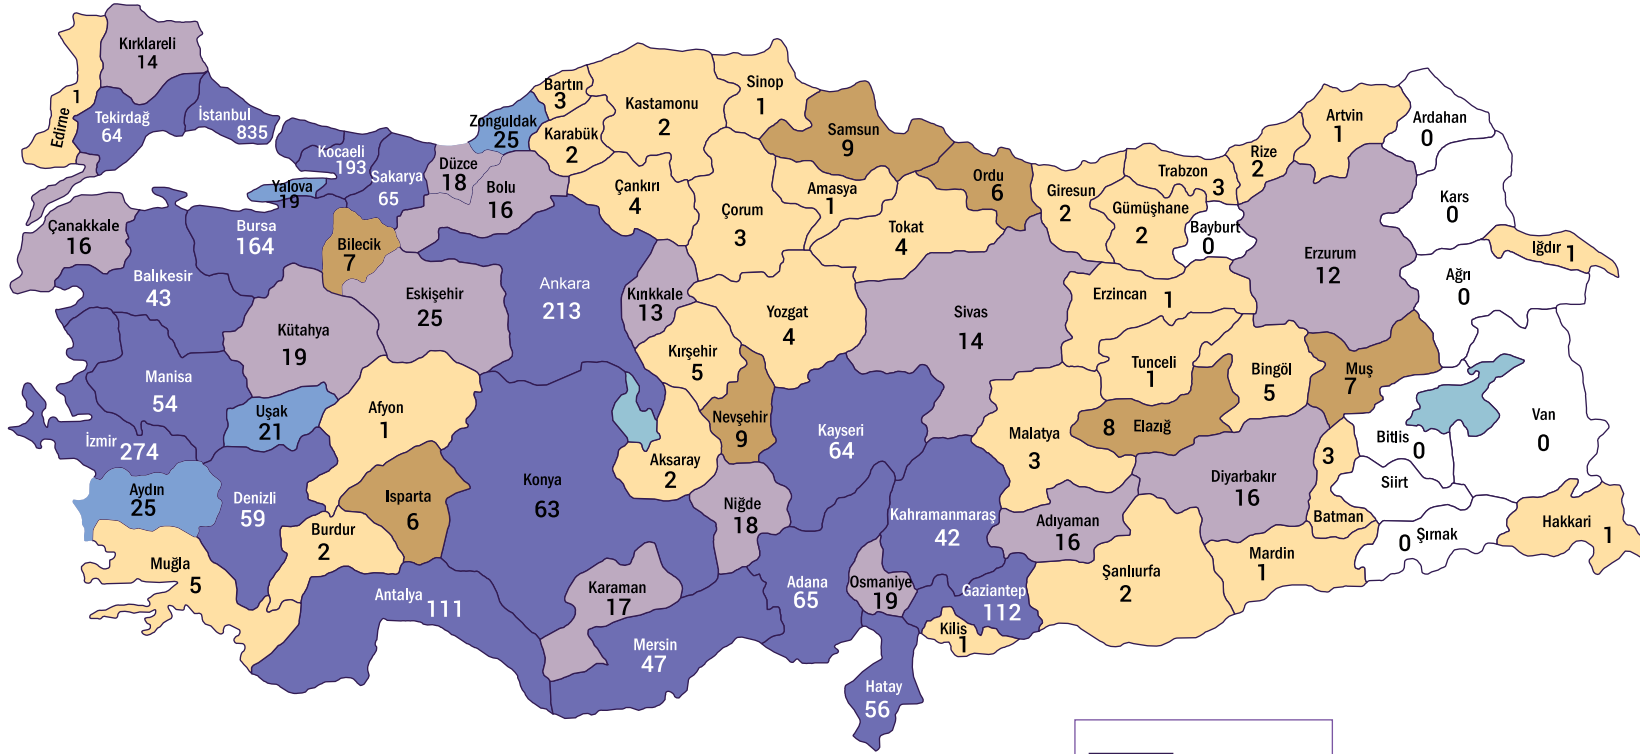 Kırklareli
14
1
Edirne
Tekirdağ
64
İstanbul
835
Kocaeli
193
Sakarya
65
Yalova
19
Düzce
18
Zonguldak
25
Bartın
3
Karabük
2
Kastamonu
2
Sinop
1
Samsun
9
Bolu
16
Çankırı
4
Çorum
3
Amasya
1
Tokat
4
Ordu
6
Giresun
2
Trabzon
3
Gümüşhane
2
Bayburt
0
Rize
2
Artvin
1
Ardahan
0
Kars
0
Iğdır 1
Ağrı
0
Erzurum
12
Erzincan 1
Çanakkale
16
Balıkesir
43
Bursa
164
Bilecik
7
Eskişehir
25
Kütahya
19
Ankara
213
Kırıkkale
13
Yozgat
4
Kırşehir
5
Sivas
14
Tunceli
1
Bingöl
5
Muş
7
Manisa
54
İzmir 274
Uşak
21
Afyon
1
Nevşehir
9
Kayseri
64
Malatya
3
8 Elazığ
Diyarbakır
16
3
Batman
Bitlis
0
Siirt
Van
0
Aydın
25
Denizli
59
Isparta
6
Burdur
2
Konya
63
Aksaray
2
Niğde
18
Kahramanmaraş
42
Adıyaman
16
Şanlıurfa
2
Mardin
1
0 Şırnak
Hakkari 1
Muğla
5
Antalya 111
Karaman
17
Mersin
47
Adana
65
Osmaniye
19
Gaziantep
112
Kilis
1
Hatay
56